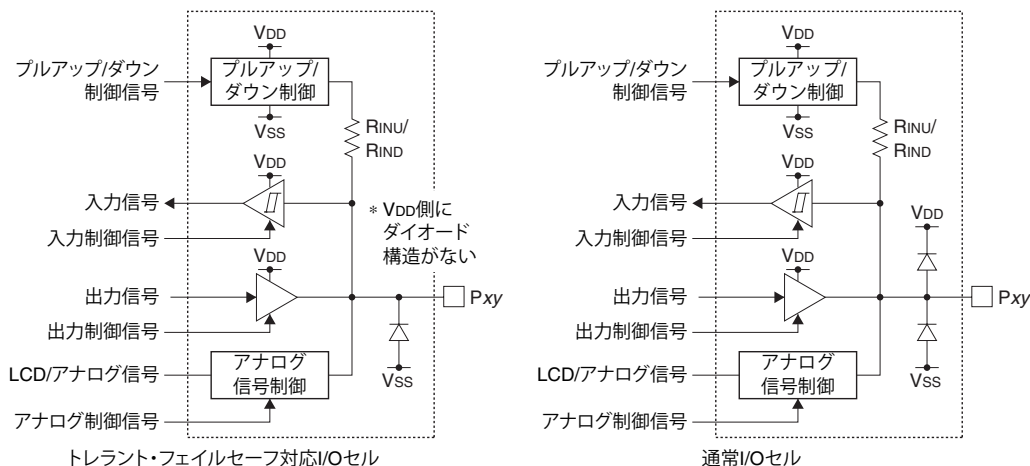 VDD
プルアップ/ダウン
制御信号
プルアップ/
ダウン制御
VSS
RINU/
RIND
VDD
入力信号
入力制御信号
* VDD側に
ダイオード
構造がない
VDD
出力信号
出力制御信号
Pxy
LCD/アナログ信号
アナログ
信号制御
VSS
アナログ制御信号
トレラント・フェイルセーフ対応I/Oセル
VDD
プルアップ/ダウン
制御信号
プルアップ/
ダウン制御
VSS
RINU/
RIND
VDD
入力信号
入力制御信号
VDD
VDD
出力信号
出力制御信号
Pxy
LCD/アナログ信号
アナログ
信号制御
VSS
アナログ制御信号
通常I/Oセル